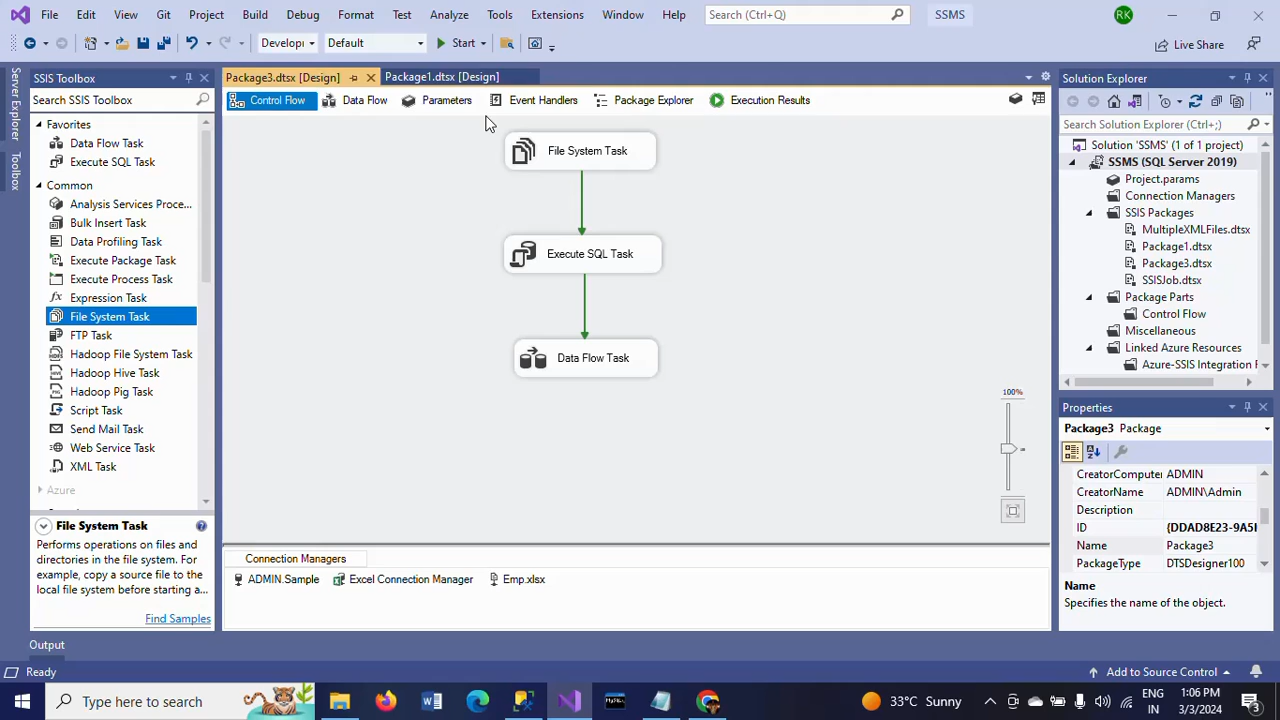 File Edit View Git Project Build Debug Format Test Analyze Tools Extensions Window Help Search (Ctrl+Q) SSMS RK
Default Start Live Share
SSIS Toolbox Package3.dtsx [Design] Package1.dtsx [Design] Solution Explorer
Server Explorer
Toolbox
Search SSIS Toolbox
Favorites
Data Flow Task
Execute SQL Task
Common
Analysis Services Proce...
Bulk Insert Task
Data Profiling Task
Execute Package Task
Execute Process Task
Expression Task
File System Task
FTP Task
Hadoop File System Task
Hadoop Hive Task
Hadoop Pig Task
Script Task
Send Mail Task
Web Service Task
XML Task
Azure
File System Task
Performs operations on files and
directories in the file system. For
example, copy a source file to the
local file system before starting a...
Find Samples
Control Flow Data Flow Parameters Event Handlers Package Explorer Execution Results
File System Task
Execute SQL Task
Data Flow Task
100%
Connection Managers
ADMIN.Sample Excel Connection Manager Emp.xlsx
Search Solution Explorer (Ctrl+;)
Solution 'SSMS' (1 of 1 project)
SSMS (SQL Server 2019)
Project.params
Connection Managers
SSIS Packages
MultipleXMLFiles.dtsx
Package1.dtsx
Package3.dtsx
SSISJob.dtsx
Package Parts
Control Flow
Miscellaneous
Linked Azure Resources
Azure-SSIS Integration
Properties
Package3 Package
CreatorComputer ADMIN
CreatorName ADMIN\Admin
Description
ID {DDAD8E23-9A5
Name Package3
PackageType DTSDesigner100
Name
Specifies the name of the object.
Output
Ready Add to Source Control
Type here to search 33°C Sunny ENG 1:06 PM
IN 3/3/2024
3